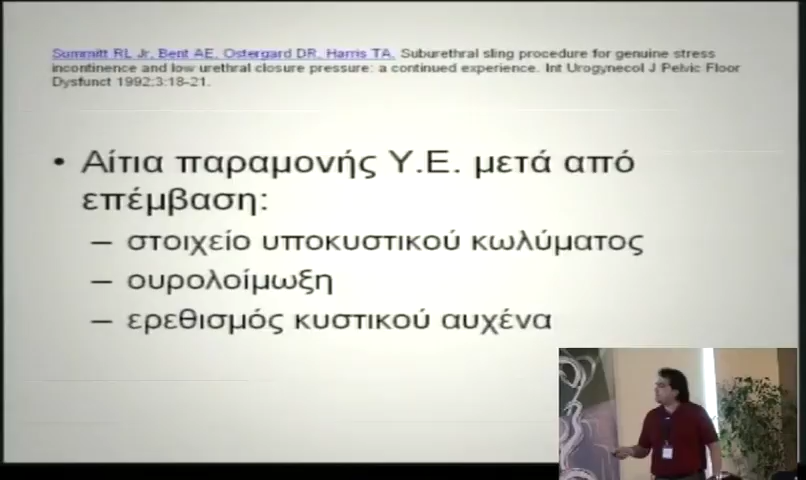 Summitt RL Jr, Bent AE, Ostergard DR, Harris TA. Suburethral sling procedure for genuine stress
incontinence and low urethral closure pressure: a continued experience. Int Urogynecol J Pelvic Floor
Dysfunct 1992;3:18-21.
• Αίτια παραμονής Υ.Ε. μετά από
επέμβαση:
– στοιχείο υποκυστικού κωλύματος
– ουρολοίμωξη
– ερεθισμός κυστικού αυχένα